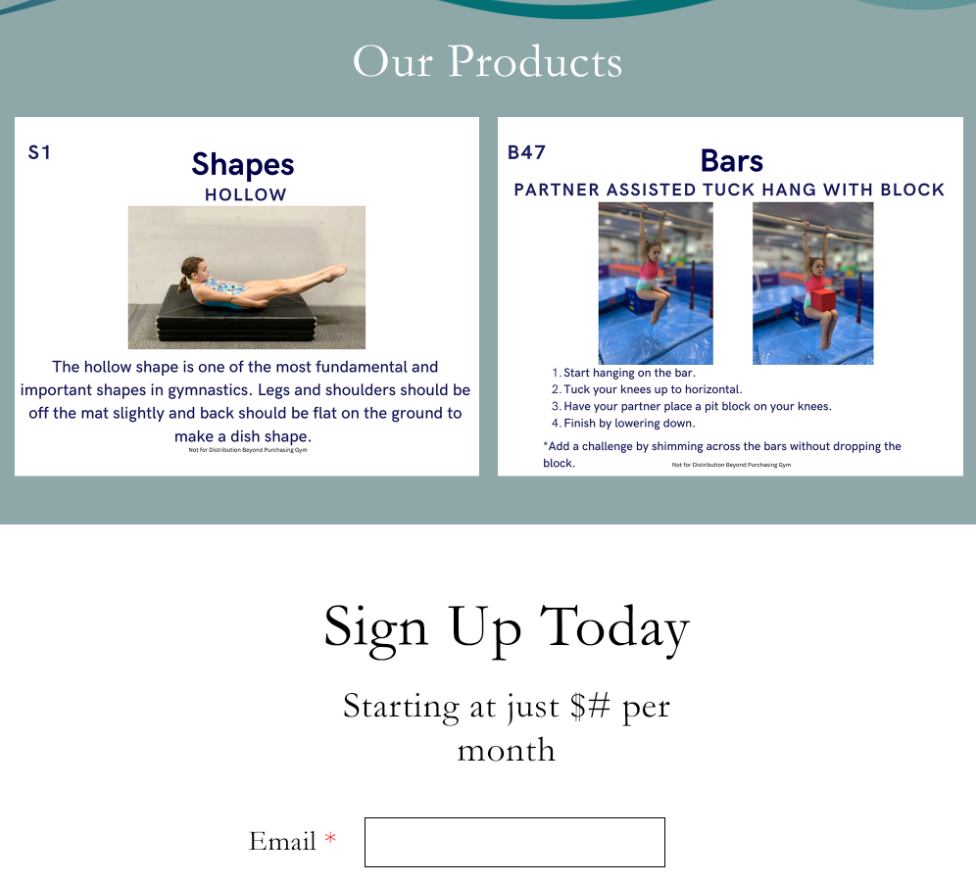 Our Products
S1
Shapes
HOLLOW
The hollow shape is one of the most fundamental and
important shapes in gymnastics. Legs and shoulders should be
off the mat slightly and back should be flat on the ground to
make a dish shape.
Not for Distribution Beyond Purchasing Gym
B47
Bars
PARTNER ASSISTED TUCK HANG WITH BLOCK
1. Start hanging on the bar.
2. Tuck your knees up to horizontal.
3. Have your partner place a pit block on your knees.
4. Finish by lowering down.
*Add a challenge by shimming across the bars without dropping the
block.
Not for Distribution Beyond Purchasing Gym
Sign Up Today
Starting at just $# per
month
Email *